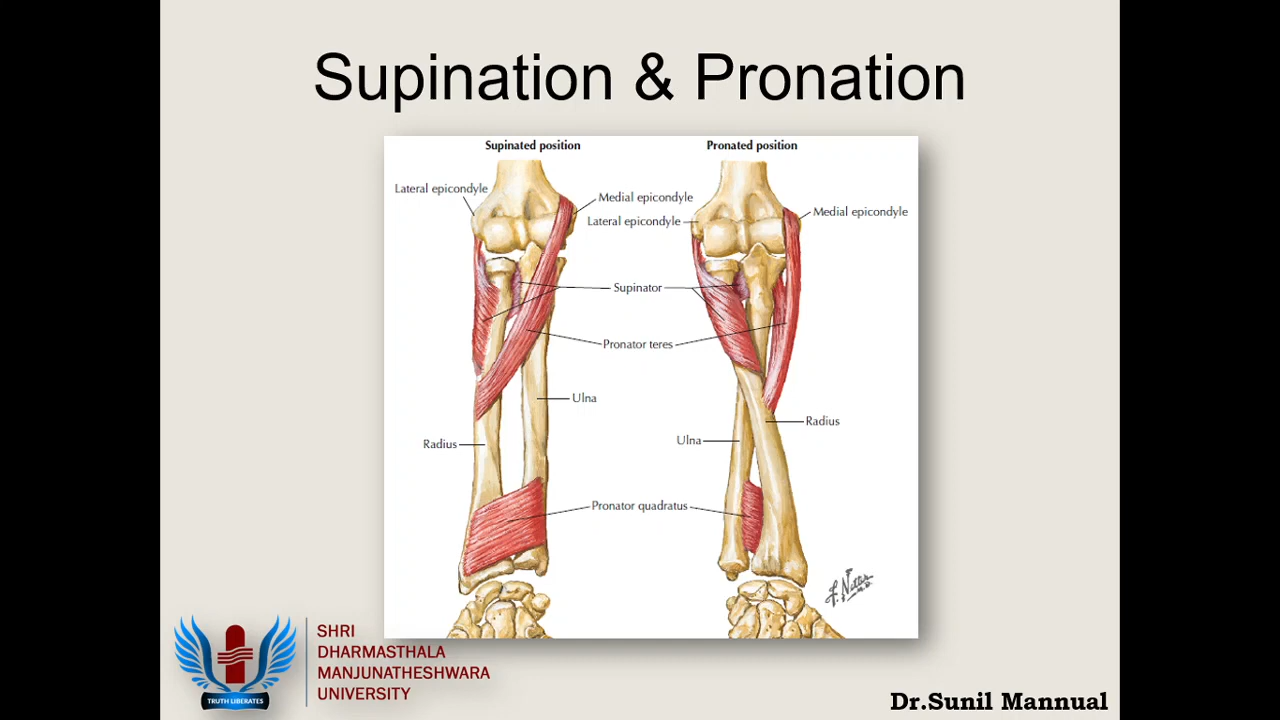 Supination & Pronation
Supinated position
Pronated position
Lateral epicondyle
Medial epicondyle
Lateral epicondyle
Medial epicondyle
Supinator
Pronator teres
Ulna
Radius
Ulna
Radius
Pronator quadratus
SHRI
DHARMASTHALA
MANJUNATHESHWARA
UNIVERSITY
TRUTH LIBERATES
Dr.Sunil Mannual